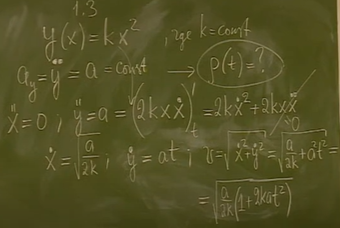 1.3
y(x) = kx² , где k = const
a_y = ÿ = a = const → ρ(t) = ?
ẍ = 0 ; ÿ = a = (2kxẋ)'_t = 2kẋ² + 2kxẍ 0
ẋ = √(a/2k) ; ẏ = at ; v = √(ẋ² + ẏ²) = √(a/2k + a²t²) =
= √(a/2k (1 + 2kat²))